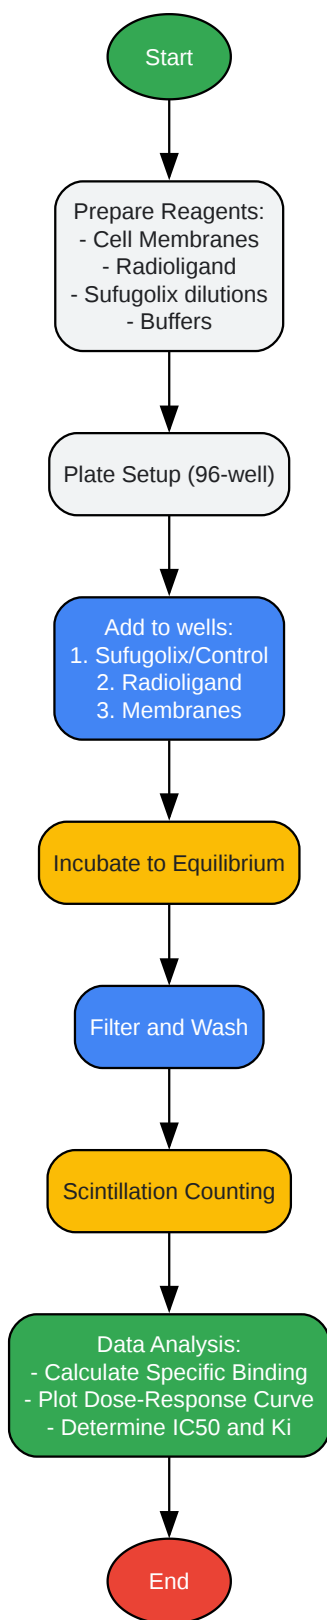 Start
Prepare Reagents:
- Cell Membranes
- Radioligand
- Sufugolix dilutions
- Buffers
Plate Setup (96-well)
Add to wells:
1. Sufugolix/Control
2. Radioligand
3. Membranes
Incubate to Equilibrium
Filter and Wash
Scintillation Counting
Data Analysis:
- Calculate Specific Binding
- Plot Dose-Response Curve
- Determine IC50 and Ki
End